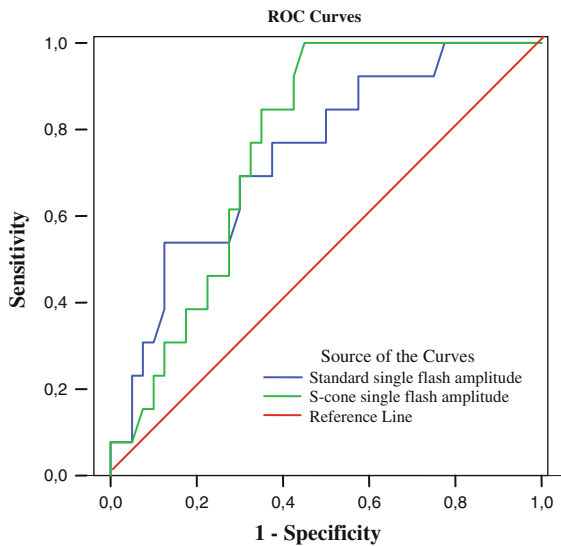 ROC Curves
1,0
0,8
0,6
0,4
0,2
0,0
Sensitivity
Source of the Curves
Standard single flash amplitude
S-cone single flash amplitude
Reference Line
0,0 0,2 0,4 0,6 0,8 1,0
1 - Specificity